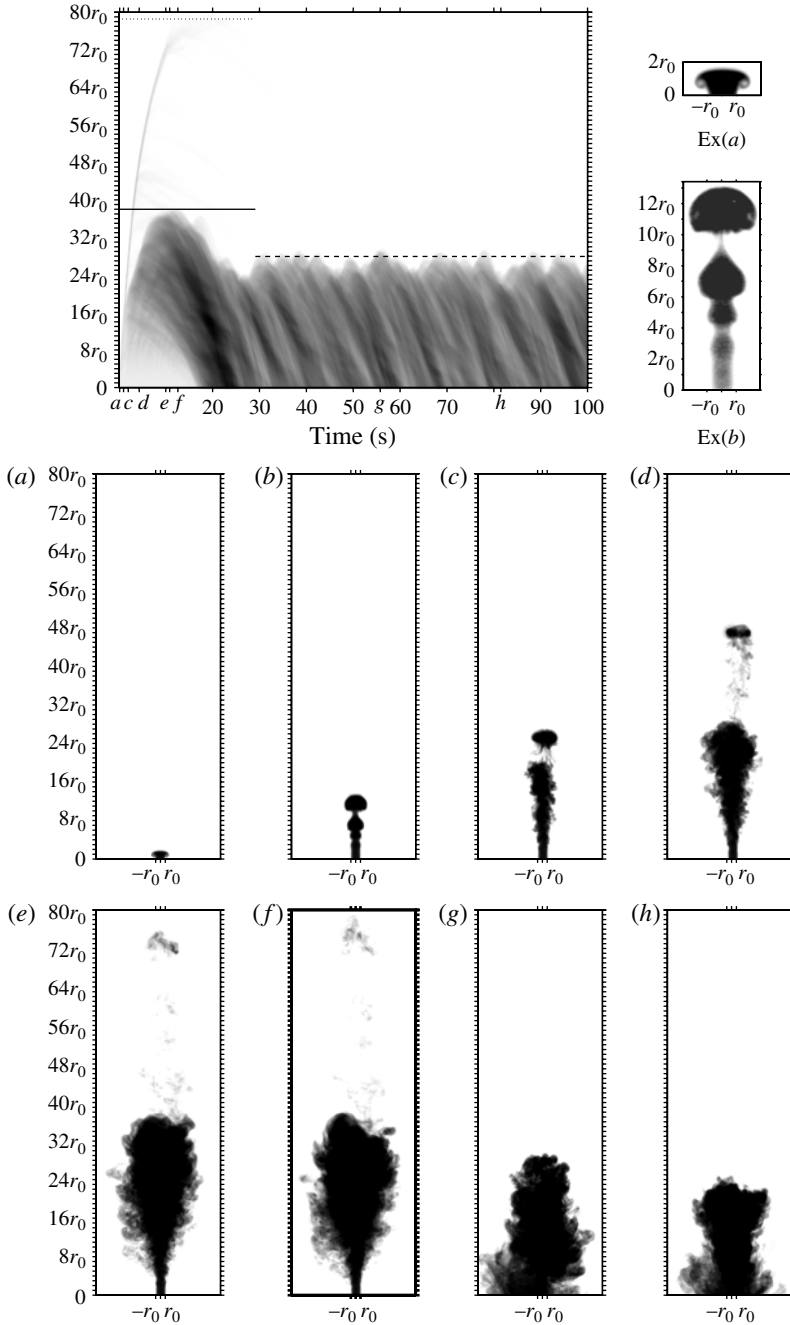 80r0
72r0
64r0
56r0
48r0
40r0
32r0
24r0
16r0
8r0
0
a c d e f 20 30 40 50 g 60 70 80 h 90 100
Time (s)
2r0
0
−r0 r0
Ex(a)
12r0
10r0
8r0
6r0
4r0
2r0
0
−r0 r0
Ex(b)
(a) (b) (c) (d)
80r0
72r0
64r0
56r0
48r0
40r0
32r0
24r0
16r0
8r0
0
−r0 r0 −r0 r0 −r0 r0 −r0 r0
(e) (f) (g) (h)
80r0
72r0
64r0
56r0
48r0
40r0
32r0
24r0
16r0
8r0
0
−r0 r0 −r0 r0 −r0 r0 −r0 r0